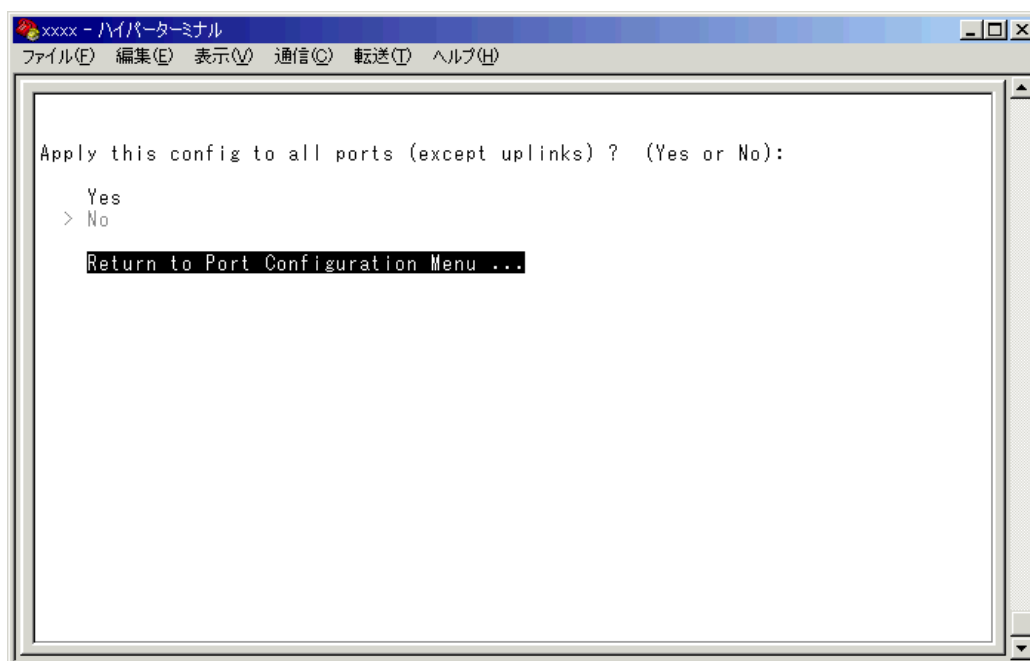 xxxx - ハイパーターミナル
ファイル(F) 編集(E) 表示(V) 通信(C) 転送(T) ヘルプ(H)
Apply this config to all ports (except uplinks) ? (Yes or No):
Yes
> No
Return to Port Configuration Menu ...